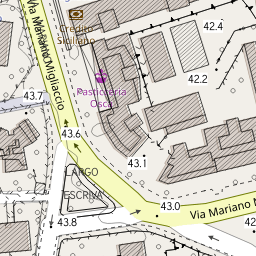 Via Mariano Migliaccio
Credito
Siciliano
42.4
42.2
Pasticceria
Osca
43.7
43.6
43.1
LARGO
ESCRIVÀ
43.0
43.8
Via Mariano M